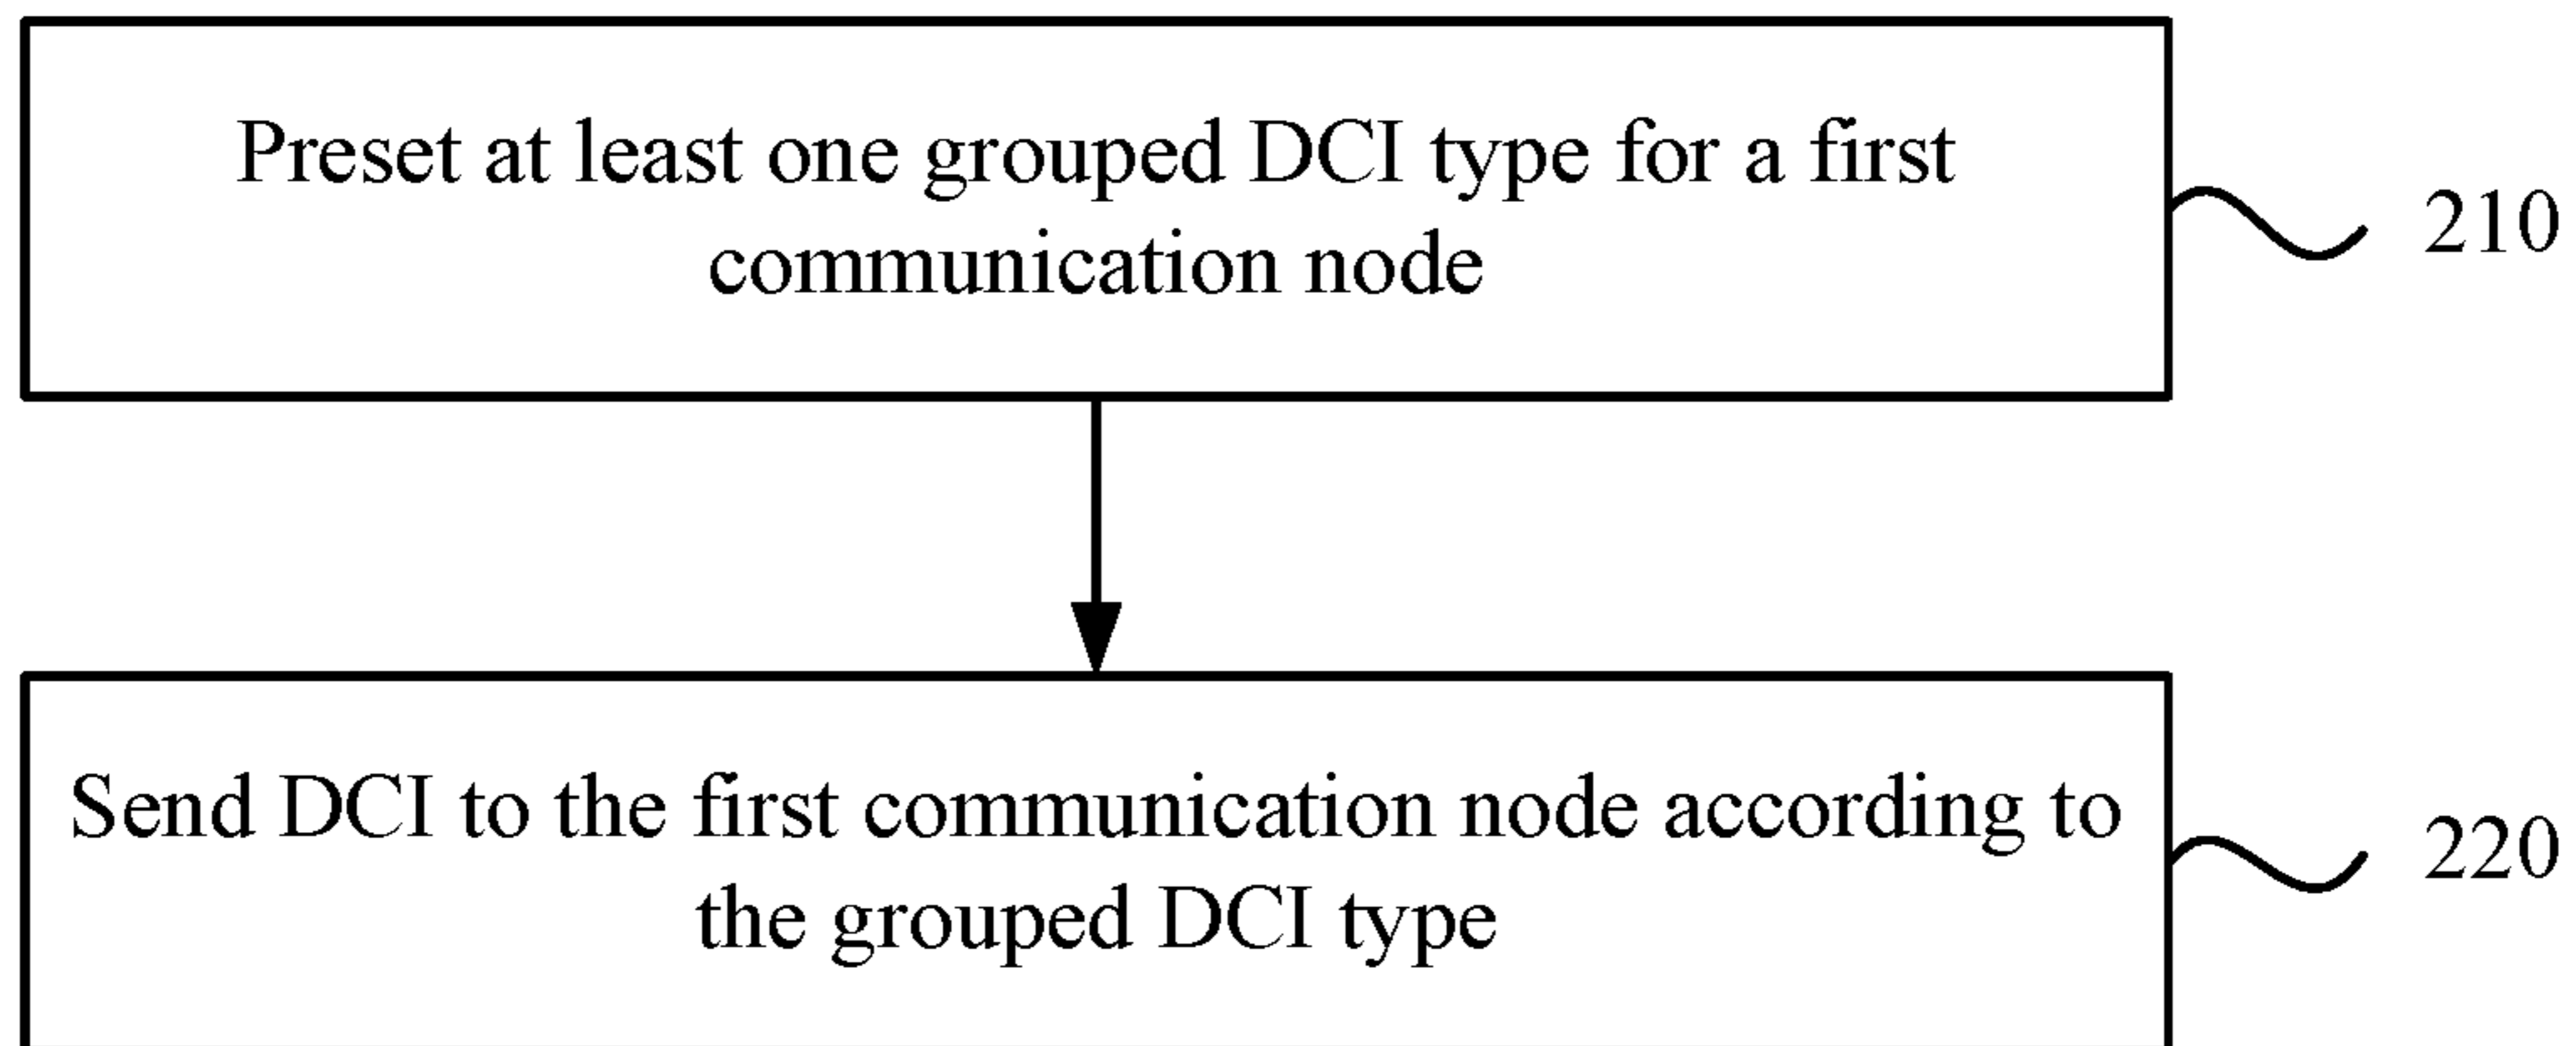 Preset at least one grouped DCI type for a first
communication node
210
Send DCI to the first communication node according to
the grouped DCI type
220